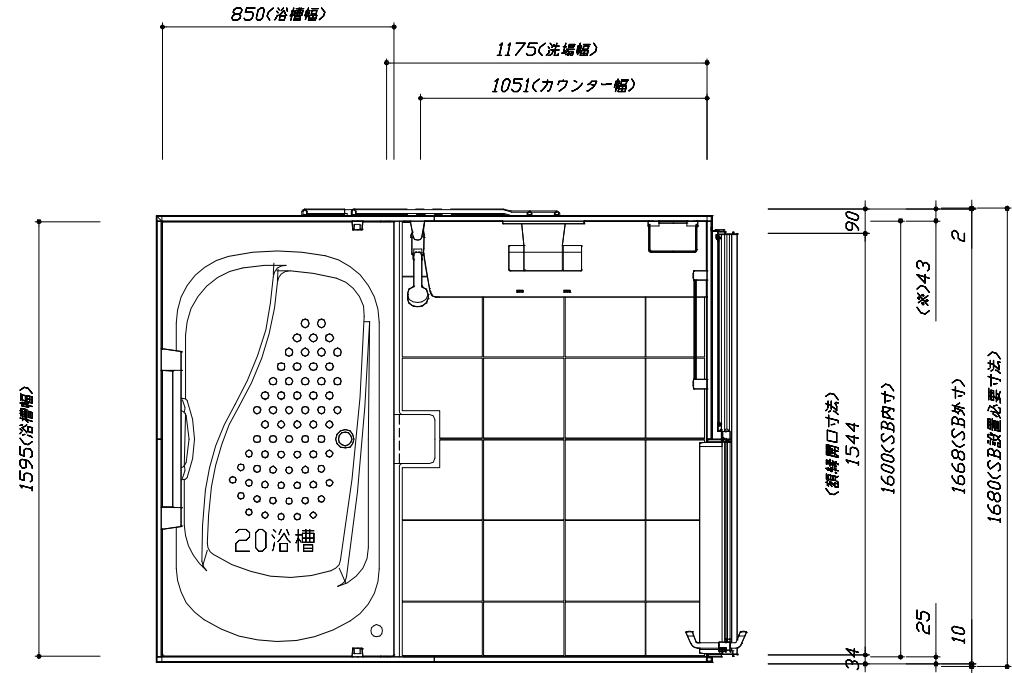 850(浴槽幅)
1175(洗場幅)
1051(カウンター幅)
90
2
(※)43
1595(浴槽幅)
(額縁開口寸法)
1544
1600(SB内寸)
1668(SB外寸)
1680(SB設置必要寸法)
20浴槽
25
10
34